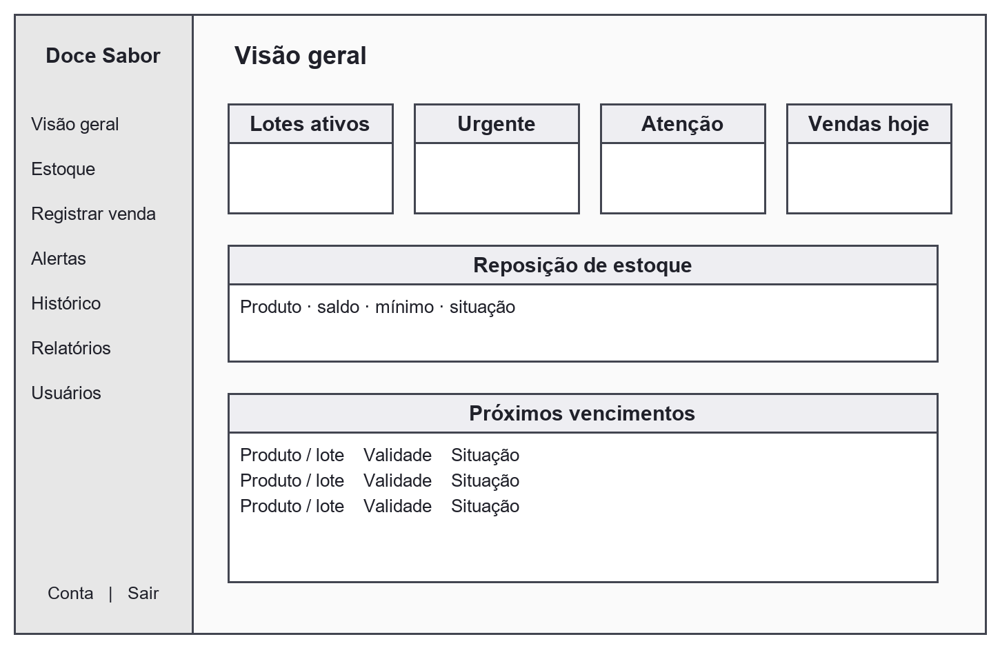 Doce Sabor
Visão geral
Estoque
Registrar venda
Alertas
Histórico
Relatórios
Usuários
Conta | Sair
Visão geral
Lotes ativos
Urgente
Atenção
Vendas hoje
Reposição de estoque
Produto · saldo · mínimo · situação
Próximos vencimentos
Produto / lote Validade Situação
Produto / lote Validade Situação
Produto / lote Validade Situação